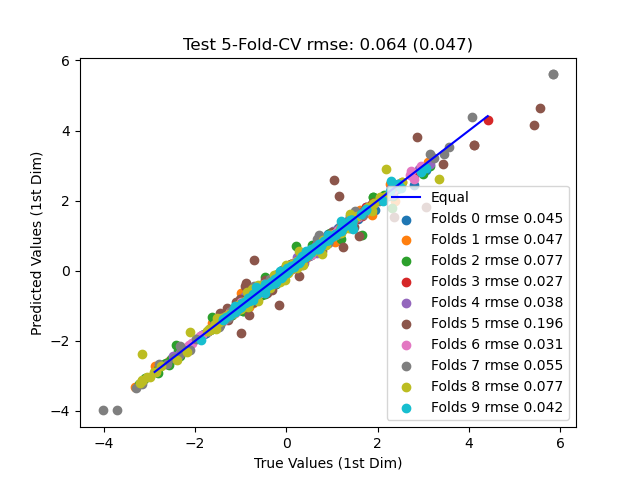 Test 5-Fold-CV rmse: 0.064 (0.047)
Predicted Values (1st Dim)
6
4
2
0
−2
−4
Equal
Folds 0 rmse 0.045
Folds 1 rmse 0.047
Folds 2 rmse 0.077
Folds 3 rmse 0.027
Folds 4 rmse 0.038
Folds 5 rmse 0.196
Folds 6 rmse 0.031
Folds 7 rmse 0.055
Folds 8 rmse 0.077
Folds 9 rmse 0.042
−4 −2 0 2 4 6
True Values (1st Dim)